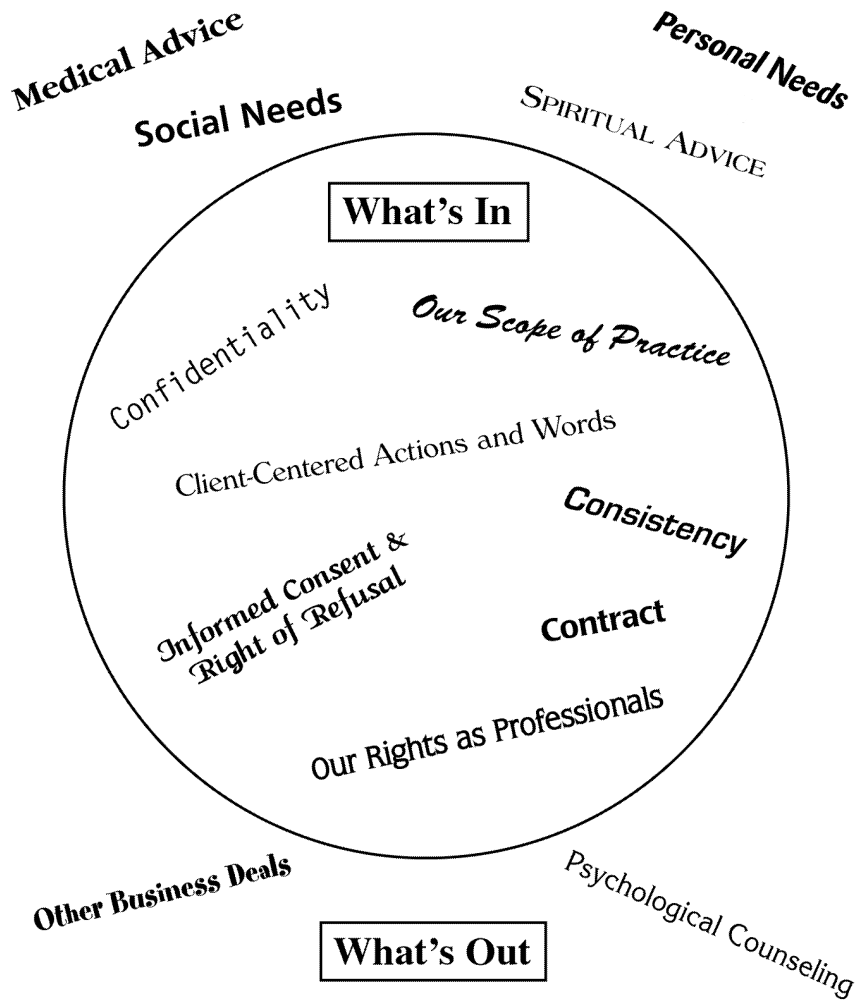 Medical Advice
Personal Needs
Social Needs
SPIRITUAL ADVICE
What's In
Confidentiality
Our Scope of Practice
Client-Centered Actions and Words
Consistency
Informed Consent &
Right of Refusal
Contract
Our Rights as Professionals
Other Business Deals
Psychological Counseling
What's Out